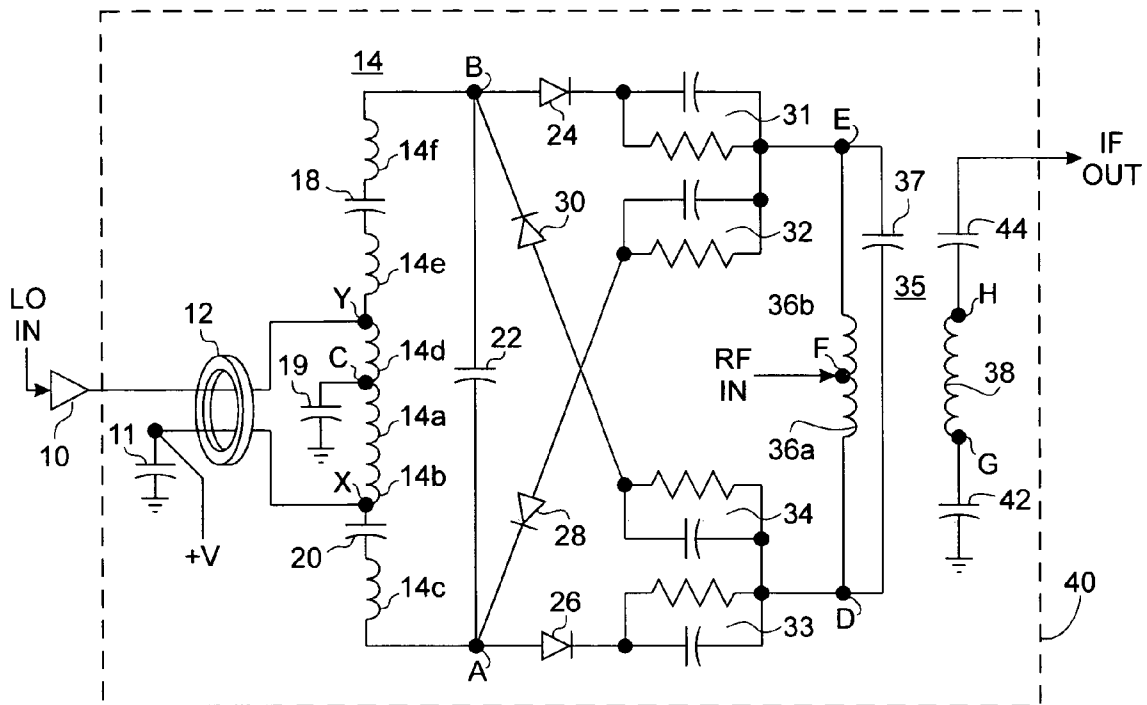 14
B
24
31
E
IF
OUT
14f
18
30
32
37
44
14e
35
LO
IN
12
Y
H
36b
14d
22
C
RF
IN
F
38
19
14a
10
11
36a
14b
G
X
34
42
28
+V
20
14c
26
33
D
40
A